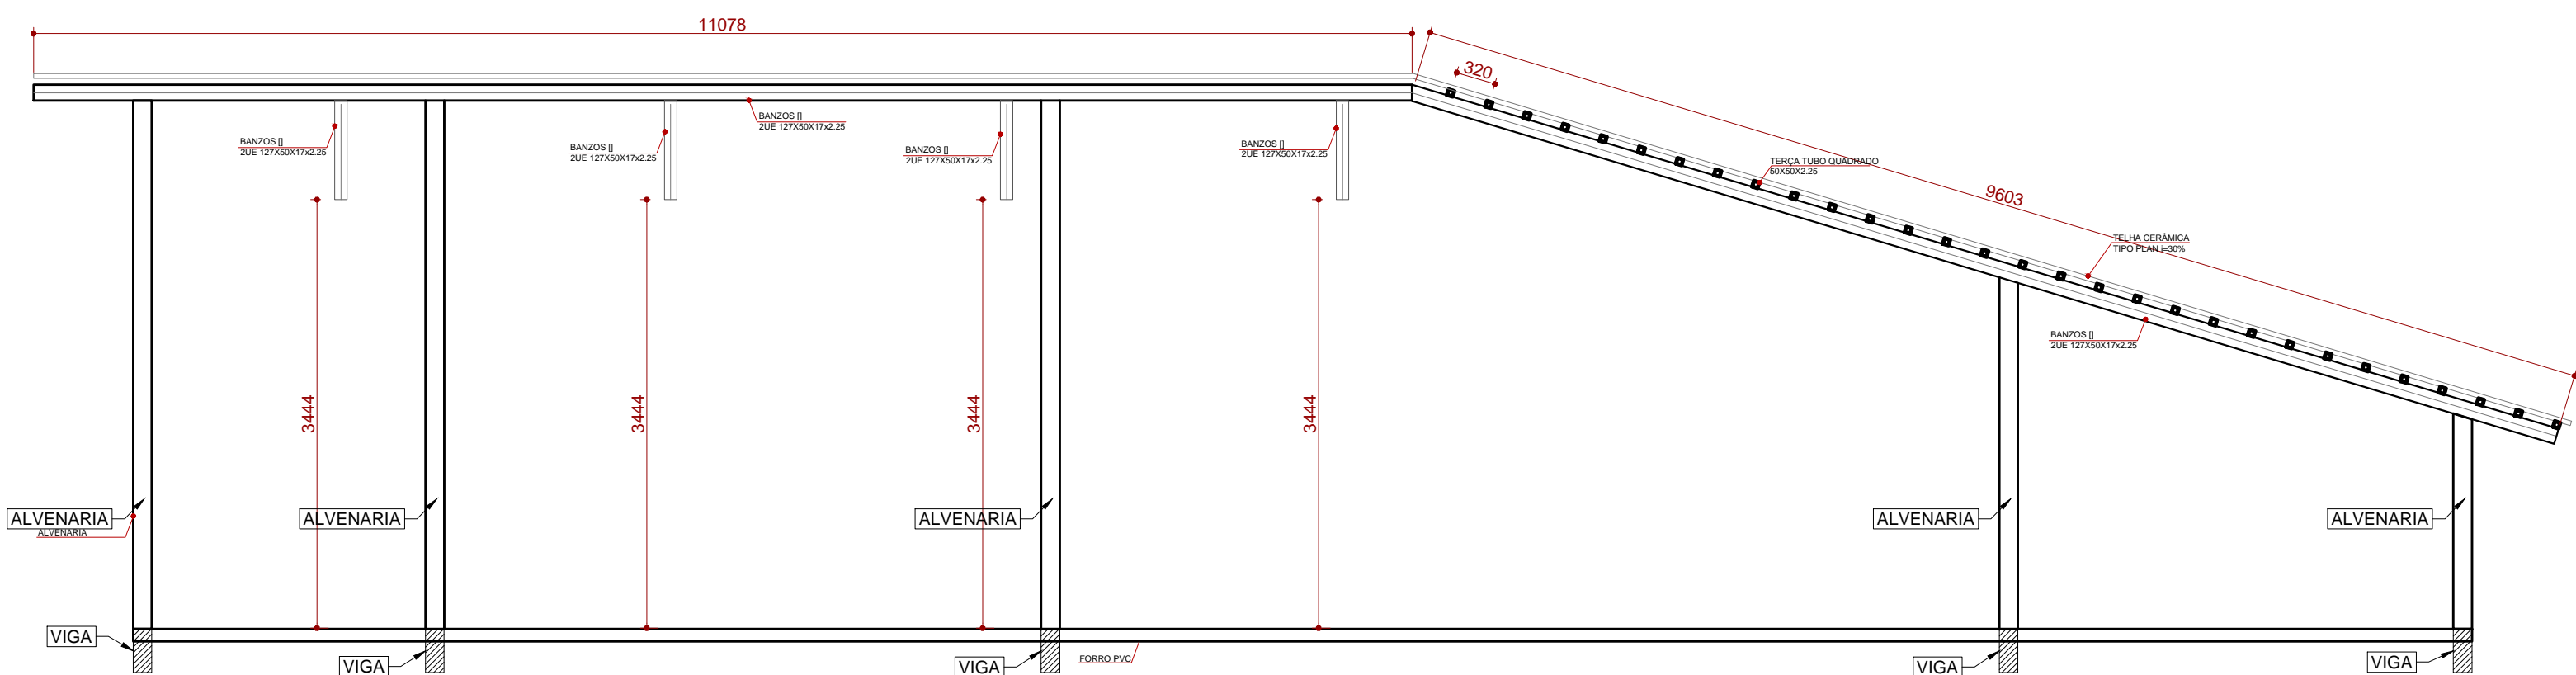 11078
320
BANZOS []
2UE 127X50X17x2.25
BANZOS []
2UE 127X50X17x2.25
BANZOS []
2UE 127X50X17x2.25
BANZOS []
2UE 127X50X17x2.25
BANZOS []
2UE 127X50X17x2.25
TERÇA TUBO QUADRADO
50X50X2.25
9603
TELHA CERÂMICA
TIPO PLAN i=30%
BANZOS []
2UE 127X50X17x2.25
3444
3444
3444
3444
ALVENARIA
ALVENARIA
ALVENARIA
ALVENARIA
ALVENARIA
ALVENARIA
VIGA
VIGA
VIGA
FORRO PVC
VIGA
VIGA